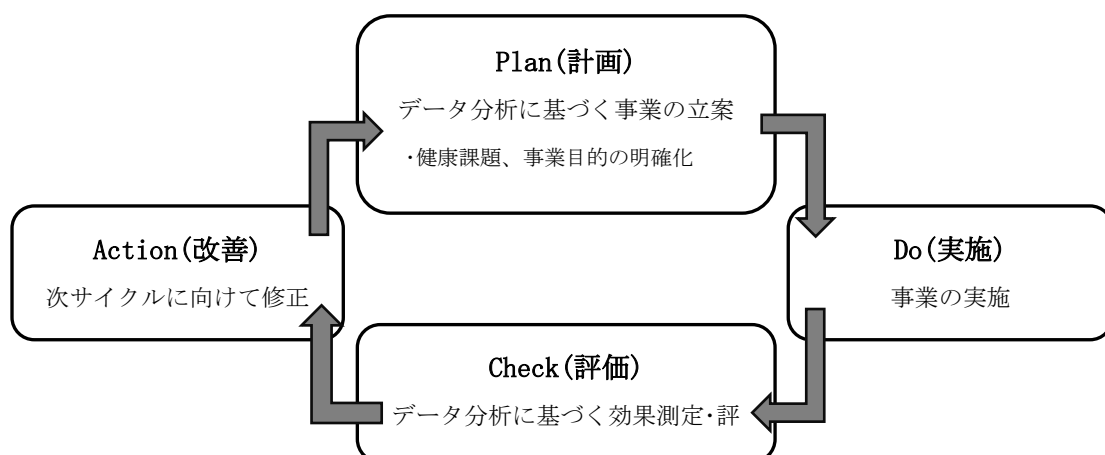 Plan(計画)
データ分析に基づく事業の立案
・健康課題、事業目的の明確化
Action(改善)
次サイクルに向けて修正
Do(実施)
事業の実施
Check(評価)
データ分析に基づく効果測定・評